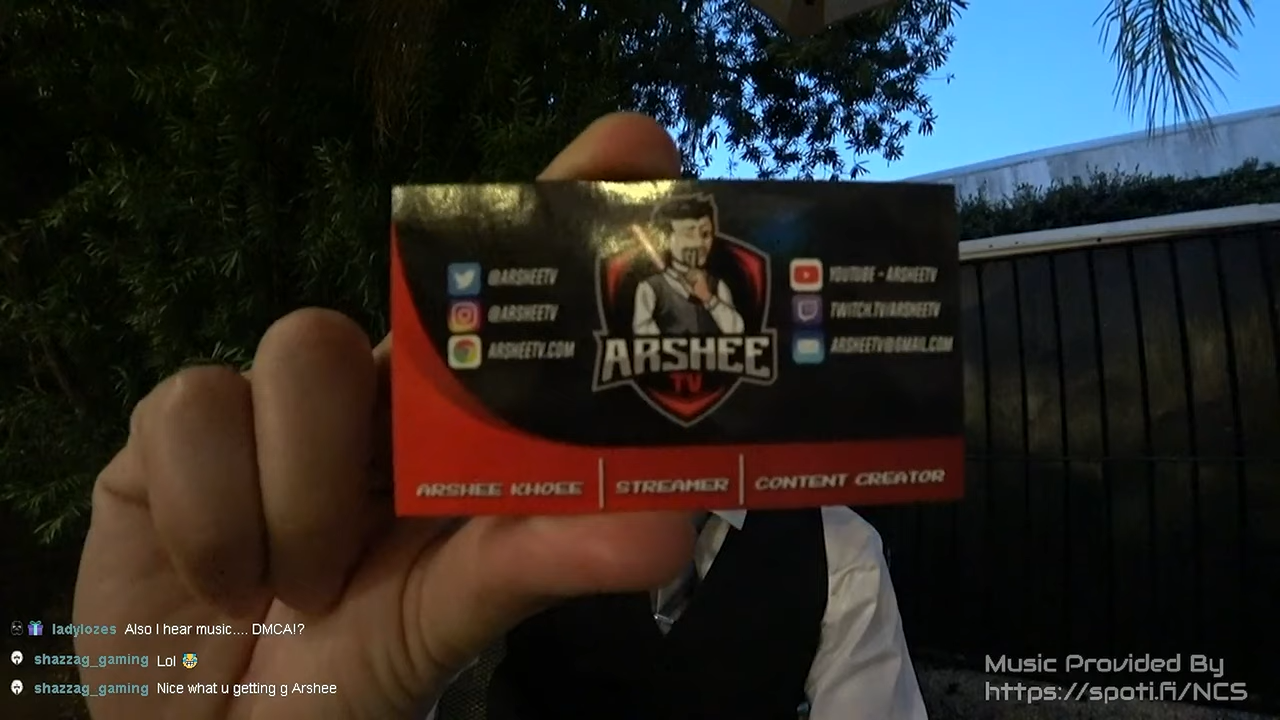 @ARSHEETV
@ARSHEETV
ARSHEETV.COM
ARSHEE
TV
YOUTUBE - ARSHEETV
TWITCH.TV/ARSHEETV
ARSHEETV@GMAIL.COM
ARSHEE KHOEE | STREAMER | CONTENT CREATOR
ladylozes Also I hear music.... DMCA!?
shazzag_gaming Lol
shazzag_gaming Nice what u getting g Arshee
Music Provided By
https://spoti.fi/NCS